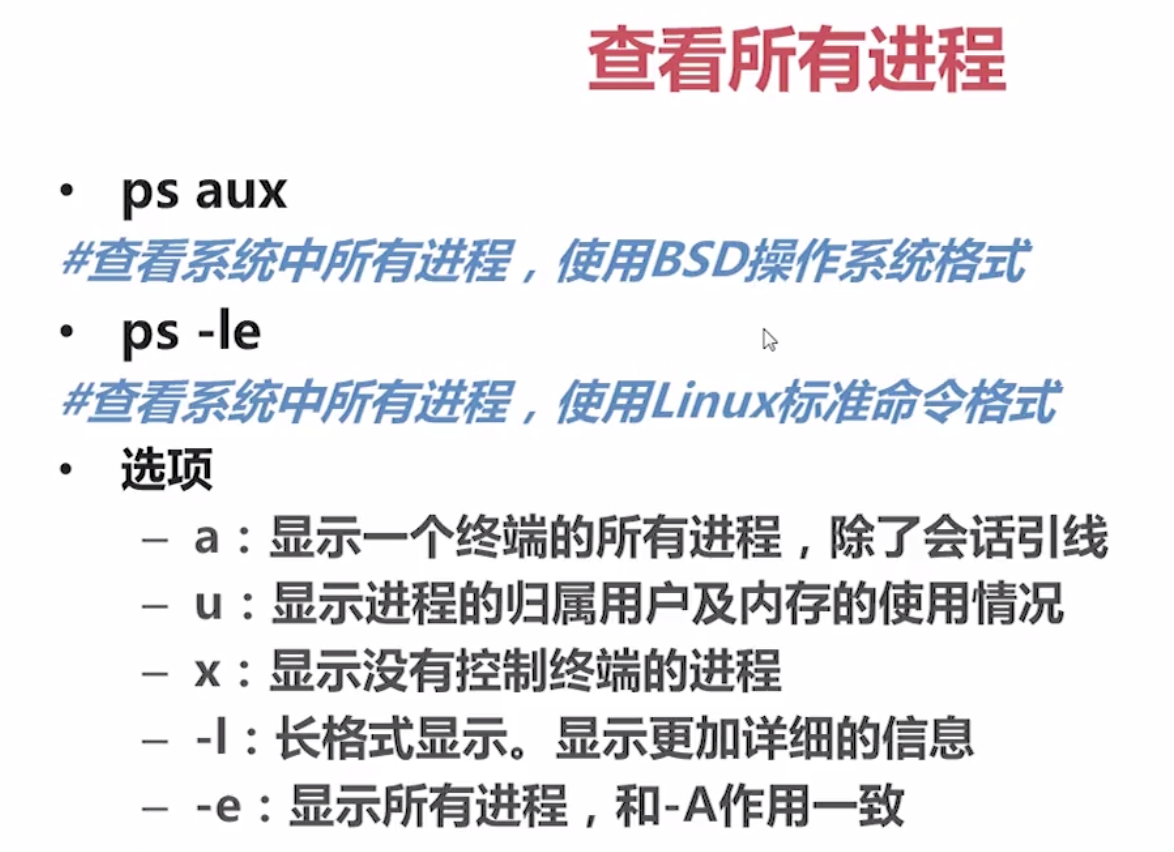 查看所有进程
• ps aux
#查看系统中所有进程，使用BSD操作系统格式
• ps -le
#查看系统中所有进程，使用Linux标准命令格式
• 选项
– a：显示一个终端的所有进程，除了会话引线
– u：显示进程的归属用户及内存的使用情况
– x：显示没有控制终端的进程
– -l：长格式显示。显示更加详细的信息
– -e：显示所有进程，和-A作用一致